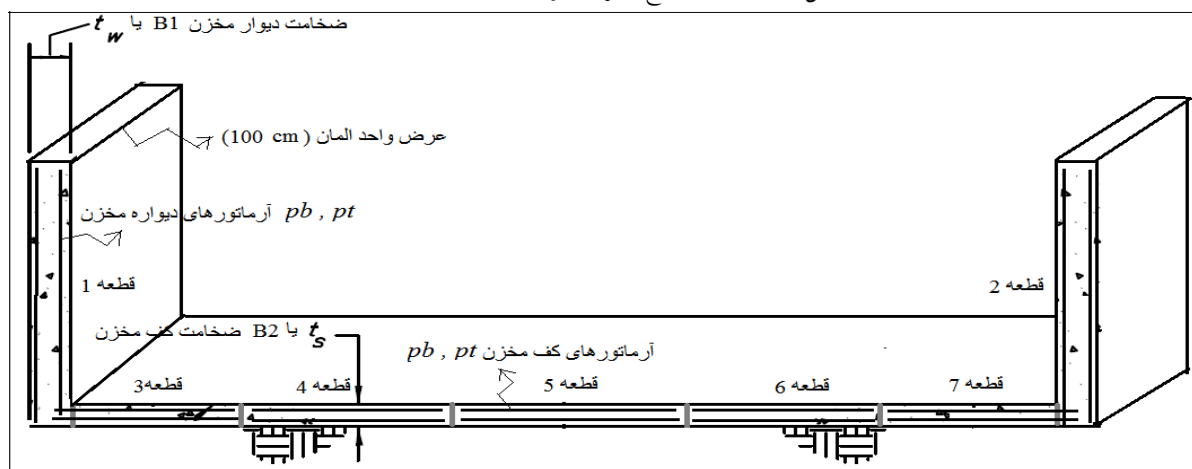 ضخامت دیوار مخزن B1 یا t_w
عرض واحد المان (100 cm)
آرماتورهای دیواره مخزن pb , pt
قطعه 1
قطعه 2
ضخامت کف مخزن B2 یا t_s
آرماتورهای کف مخزن pb , pt
قطعه3
قطعه 4
قطعه 5
قطعه 6
قطعه 7